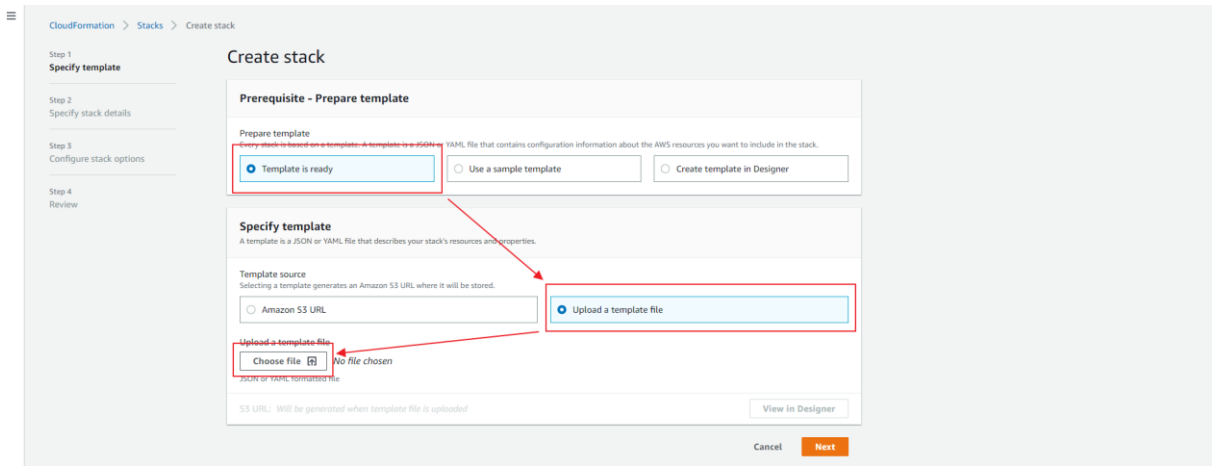 CloudFormation > Stacks > Create stack
Step 1
Specify template
Step 2
Specify stack details
Step 3
Configure stack options
Step 4
Review
Create stack
Prerequisite - Prepare template
Prepare template
Every stack is based on a template. A template is a JSON or YAML file that contains configuration information about the AWS resources you want to include in the stack.
Template is ready
Use a sample template
Create template in Designer
Specify template
A template is a JSON or YAML file that describes your stack's resources and properties.
Template source
Selecting a template generates an Amazon S3 URL where it will be stored.
Amazon S3 URL
Upload a template file
Upload a template file
Choose file
No file chosen
JSON or YAML formatted file
S3 URL: Will be generated when template file is uploaded
View in Designer
Cancel
Next